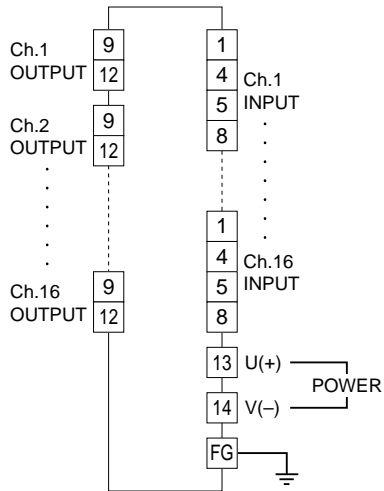 Ch.1
OUTPUT
9
12
Ch.2
OUTPUT
9
12
Ch.16
OUTPUT
9
12
1
4
5
8
Ch.1
INPUT
1
4
5
8
Ch.16
INPUT
13 U(+)
14 V(–)
POWER
FG